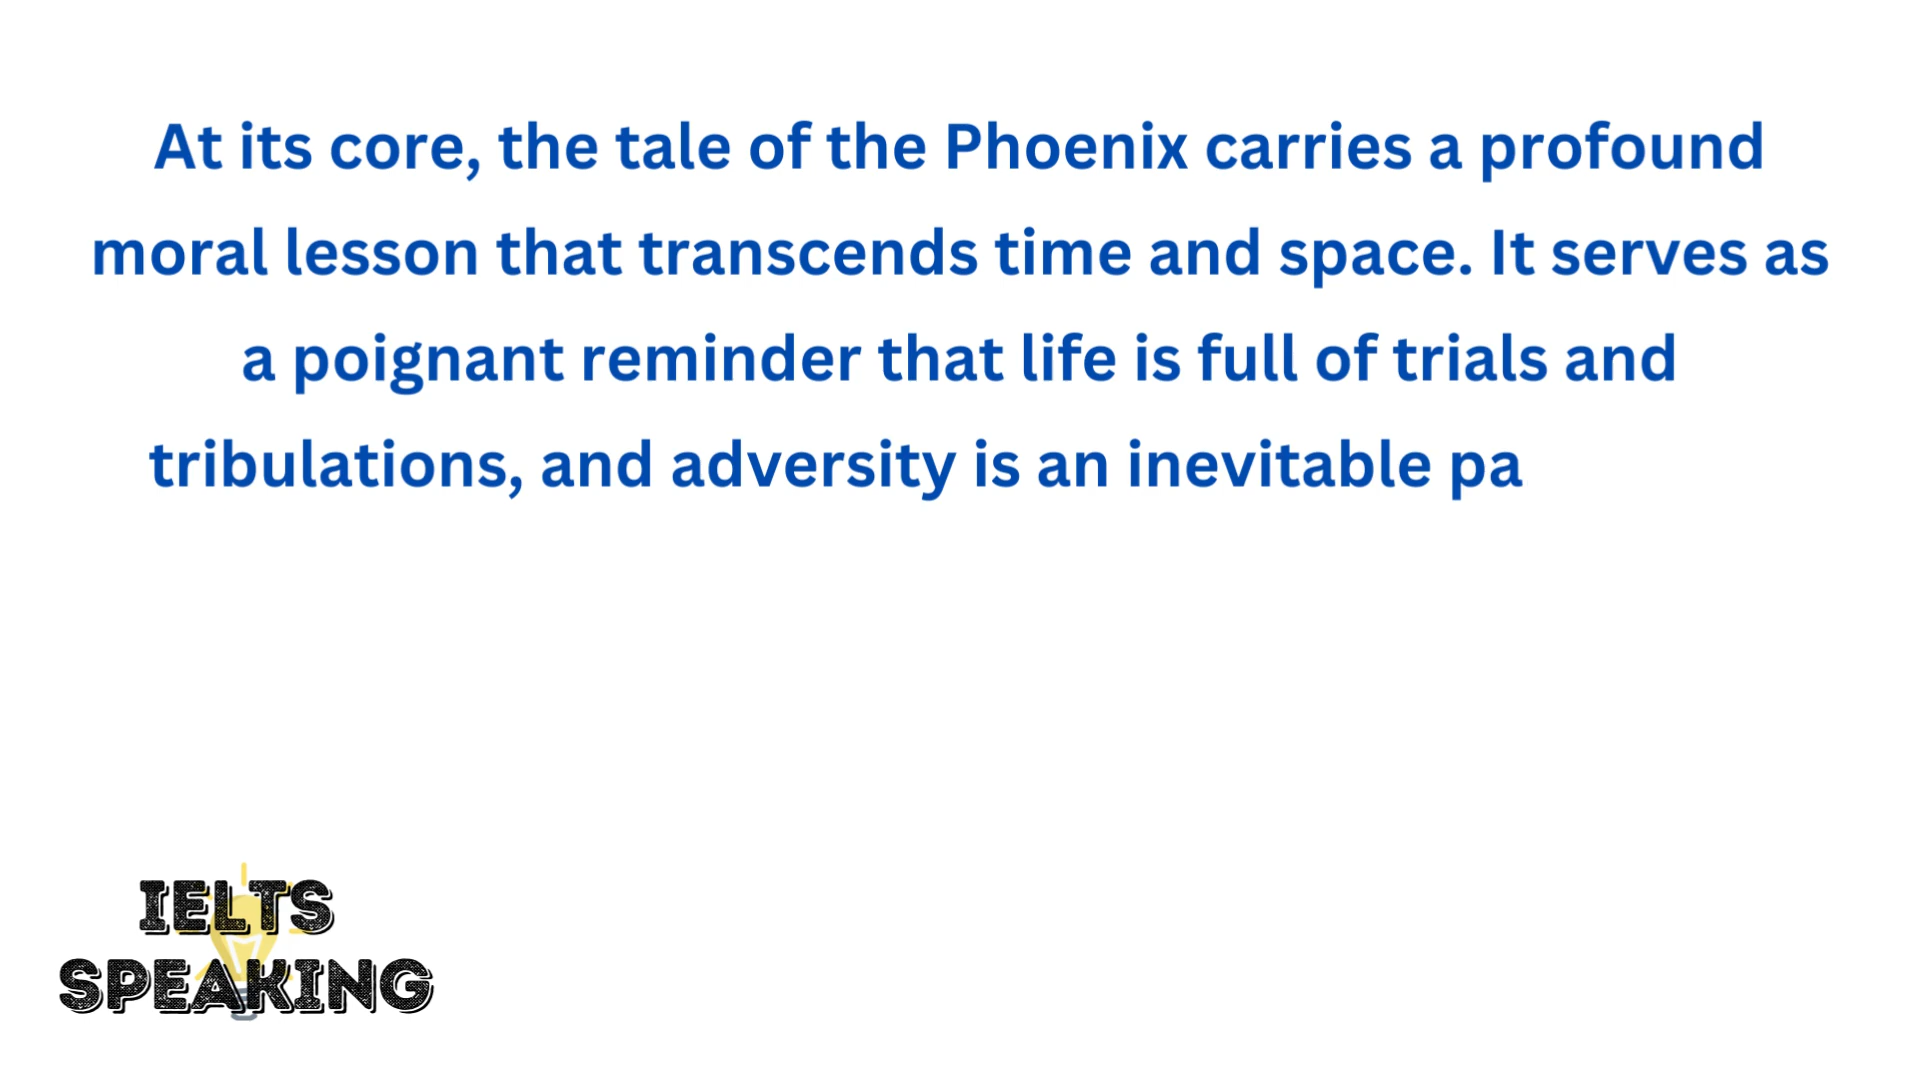 At its core, the tale of the Phoenix carries a profound
moral lesson that transcends time and space. It serves as
a poignant reminder that life is full of trials and
tribulations, and adversity is an inevitable pa
IELTS
SPEAKING